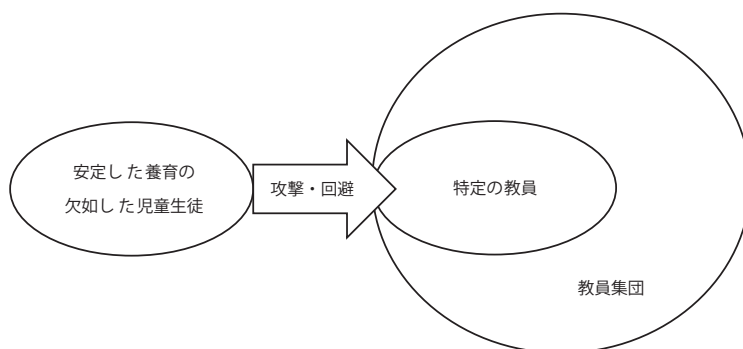 安定した養育の
欠如した児童生徒
攻撃・回避
特定の教員
教員集団